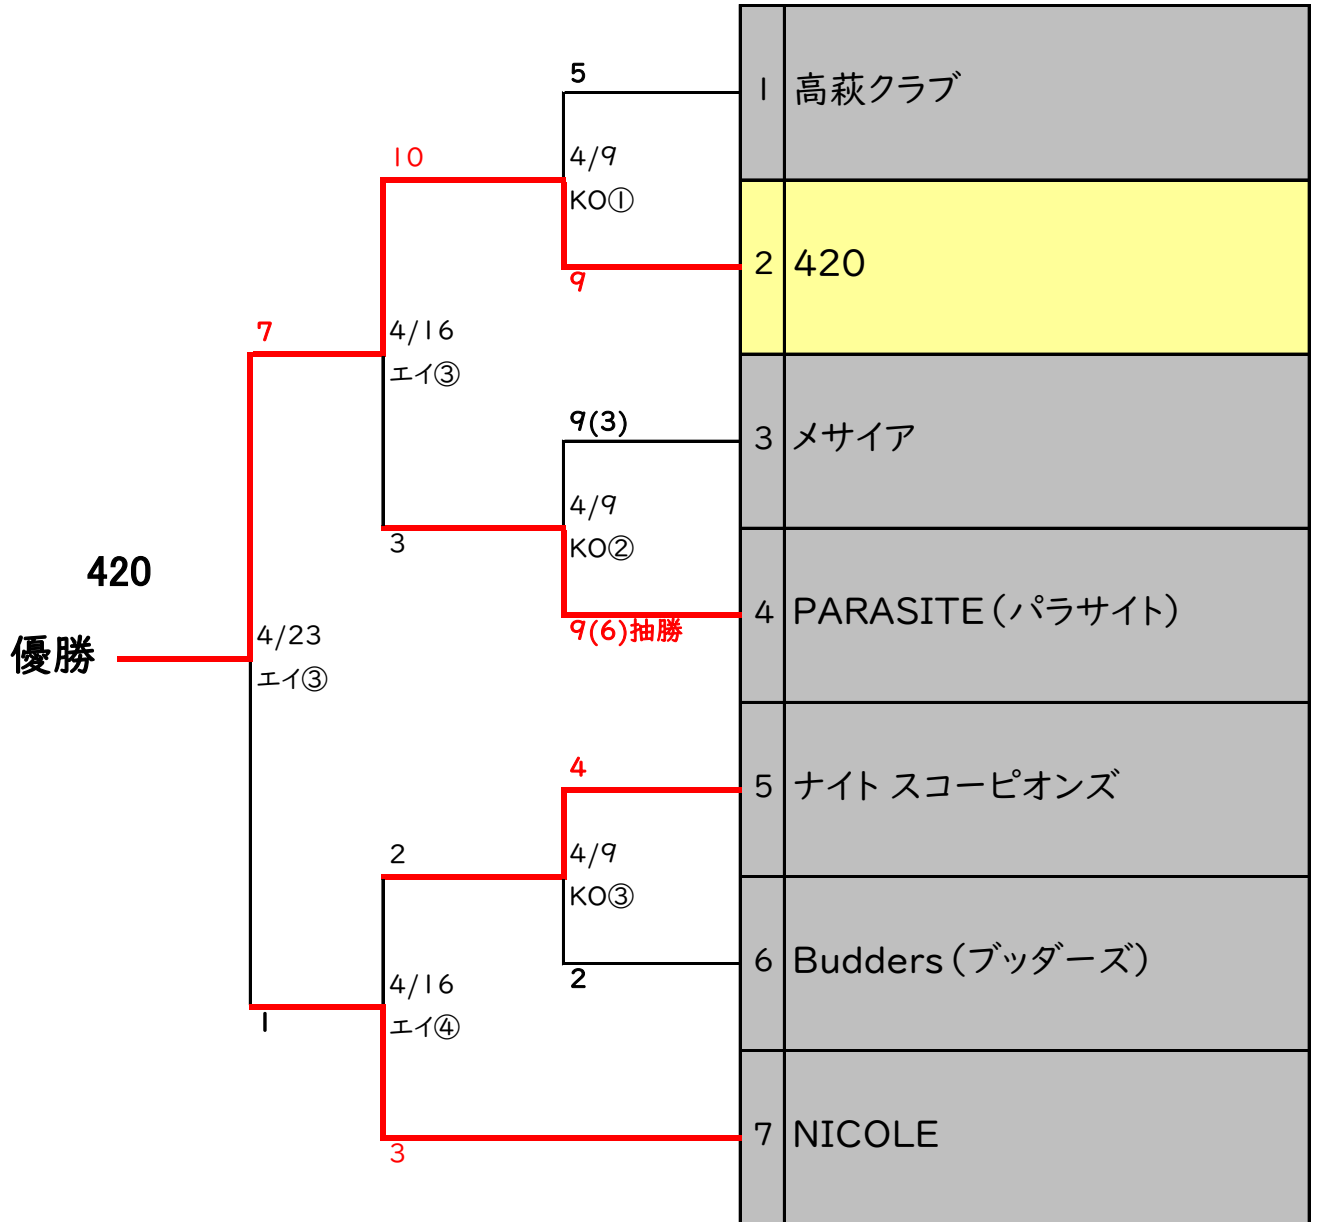 5
1 高萩クラブ
10
4/9
KO①
2 420
9
7
4/16
エイ③
9(3)
3 メサイア
4/9
KO②
3
420
4 PARASITE(パラサイト)
9(6)抽勝
優勝
4/23
エイ③
4
5 ナイト スコーピオンズ
2
4/9
KO③
6 Budders(ブッダーズ)
2
4/16
エイ④
1
7 NICOLE
3